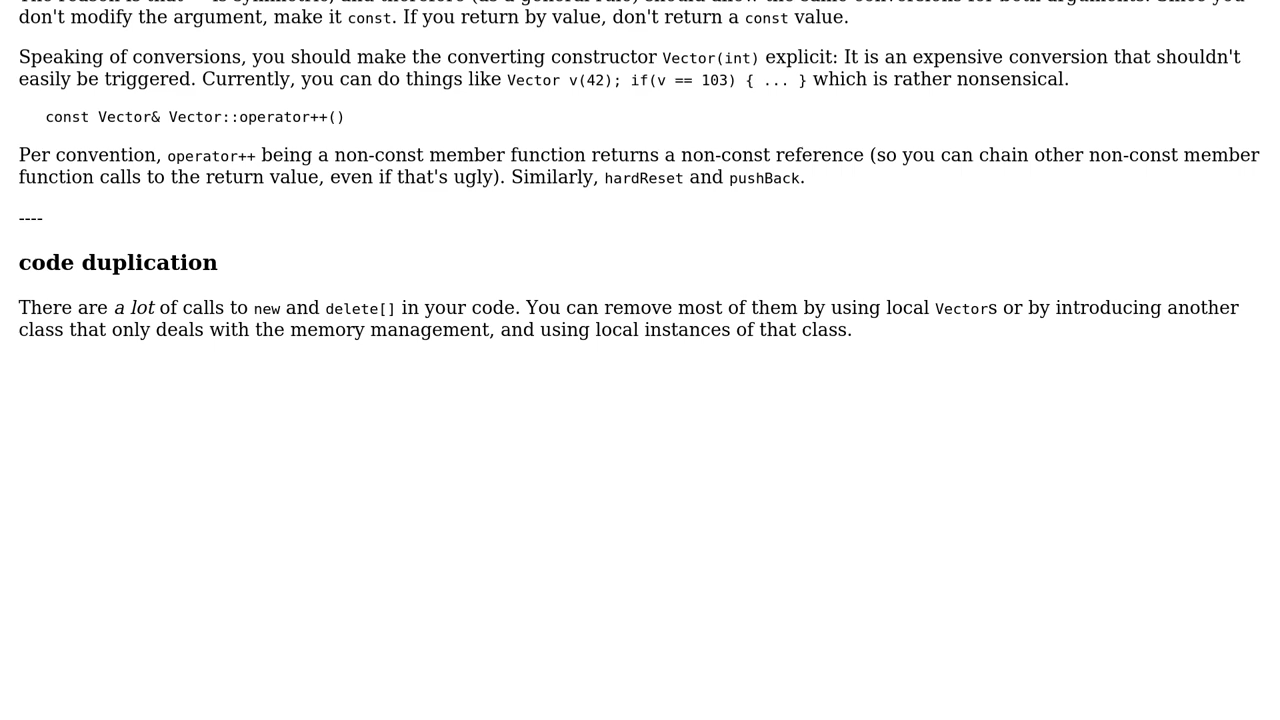 don't modify the argument, make it const. If you return by value, don't return a const value.
Speaking of conversions, you should make the converting constructor Vector(int) explicit: It is an expensive conversion that shouldn't
easily be triggered. Currently, you can do things like Vector v(42); if(v == 103) { ... } which is rather nonsensical.
const Vector& Vector::operator++()
Per convention, operator++ being a non-const member function returns a non-const reference (so you can chain other non-const member
function calls to the return value, even if that's ugly). Similarly, hardReset and pushBack.
----
code duplication
There are a lot of calls to new and delete[] in your code. You can remove most of them by using local Vectors or by introducing another
class that only deals with the memory management, and using local instances of that class.